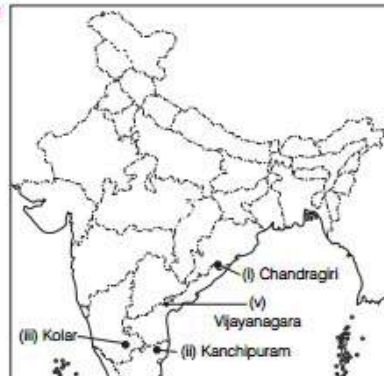 (i) Chandragiri
(v)
Vijayanagara
(iii) Kolar
(ii) Kanchipuram